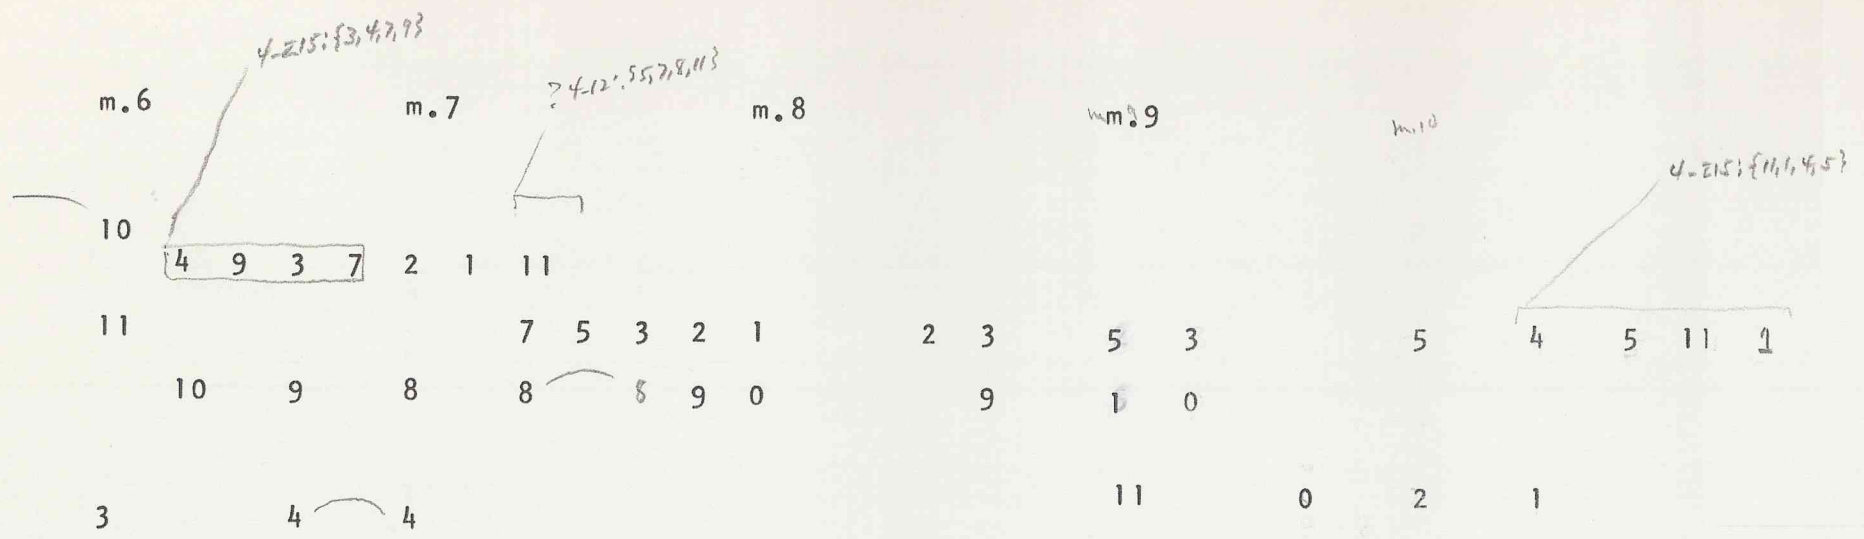 4-Z15:{3,4,7,9}
? 4-12:{5,7,8,11}
m.6 m.7 m.8 m.9 m.10
4-Z15:{11,1,4,5}
10
4 9 3 7 2 1 11
11 7 5 3 2 1 2 3 5 3 5 4 5 11 1
10 9 8 8 8 9 0 9 1 0
11 0 2 1
3 4 4